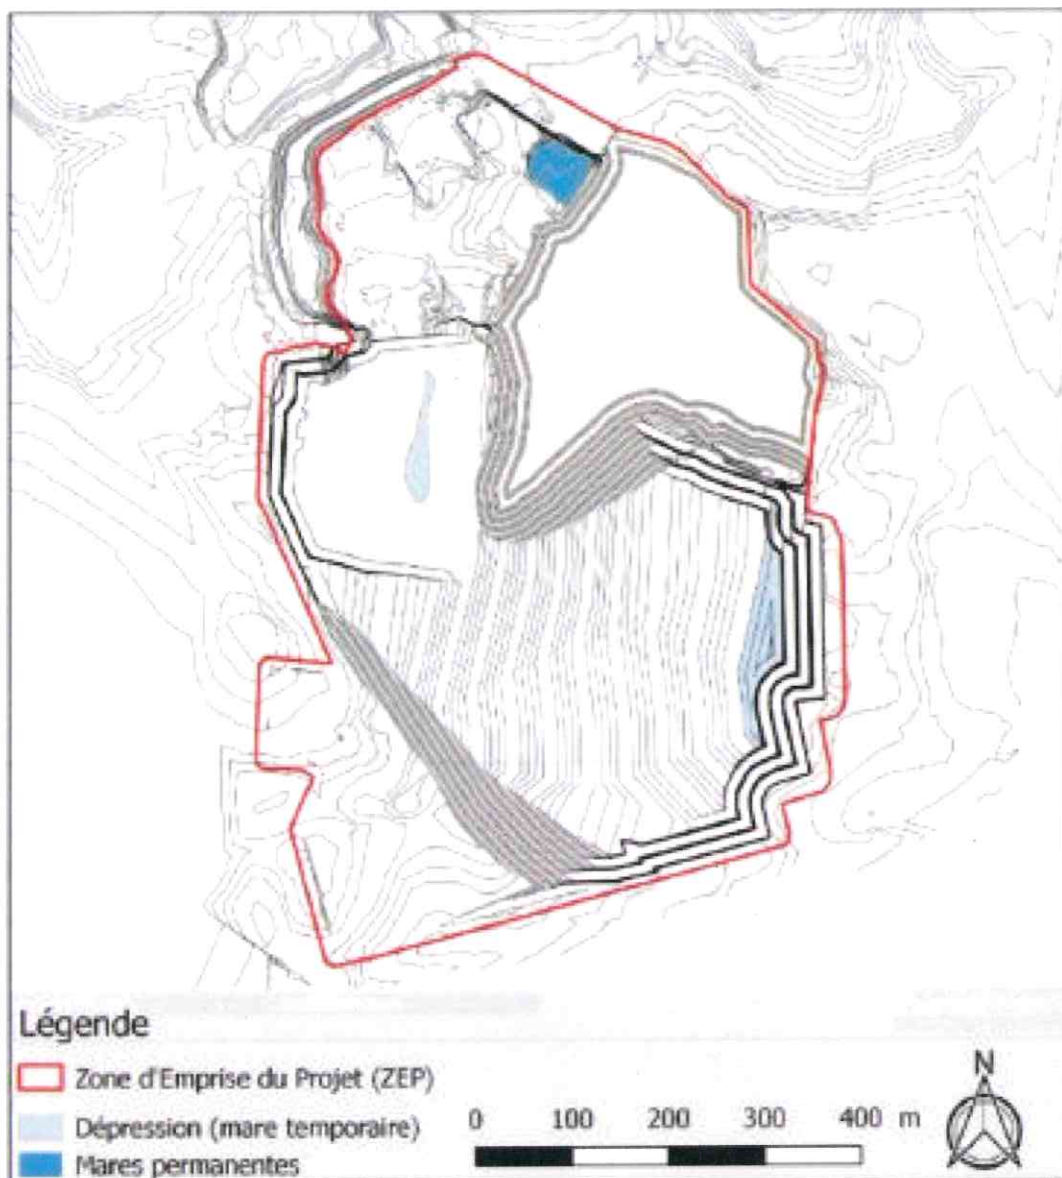 Légende
Zone d'Emprise du Projet (ZEP)
Dépression (mare temporaire)
Mares permanentes
0 100 200 300 400 m
N